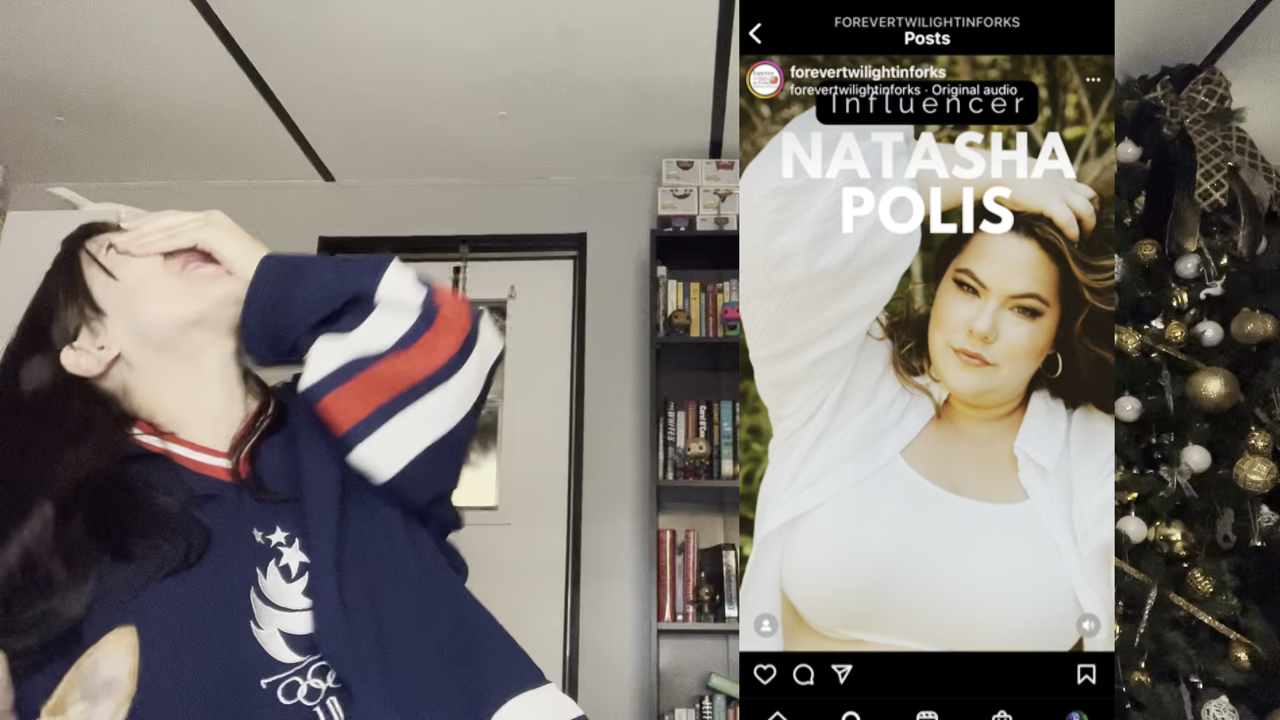 FOREVERTWILIGHTINFORKS
Posts
forevertwilightinforks
forevertwilightinforks · Original audio
Influencer
NATASHA
POLIS